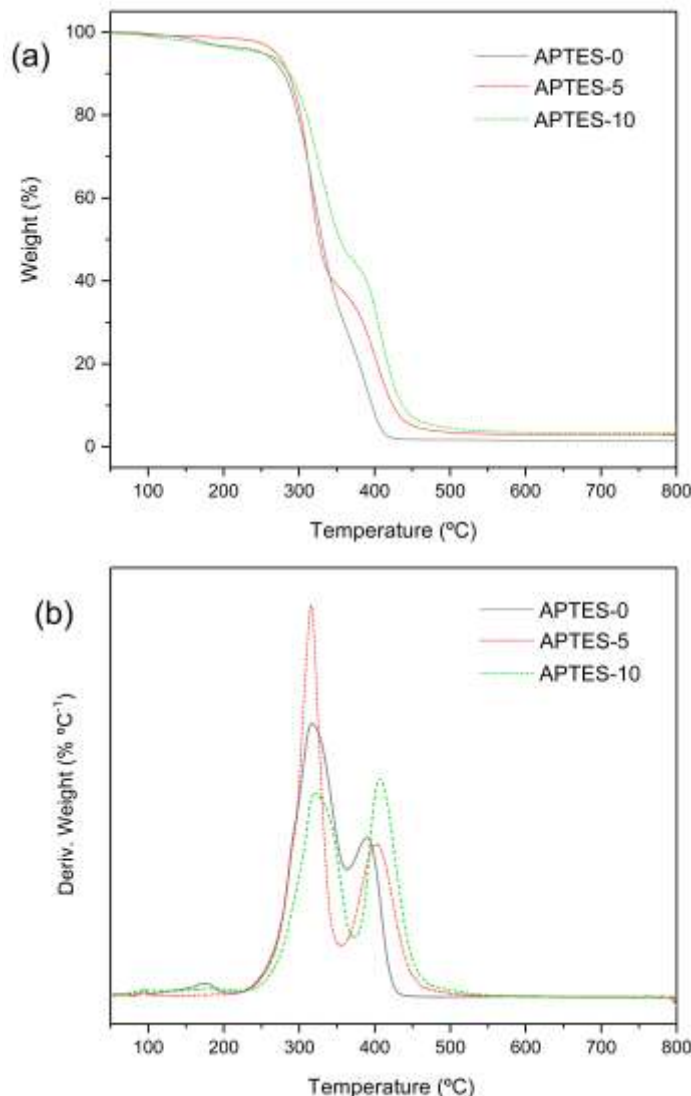 (a)
APTES-0
APTES-5
APTES-10
Weight (%)
100
80
60
40
20
0
100 200 300 400 500 600 700 800
Temperature (ºC)
(b)
APTES-0
APTES-5
APTES-10
Deriv. Weight (% ºC⁻¹)
100 200 300 400 500 600 700 800
Temperature (ºC)